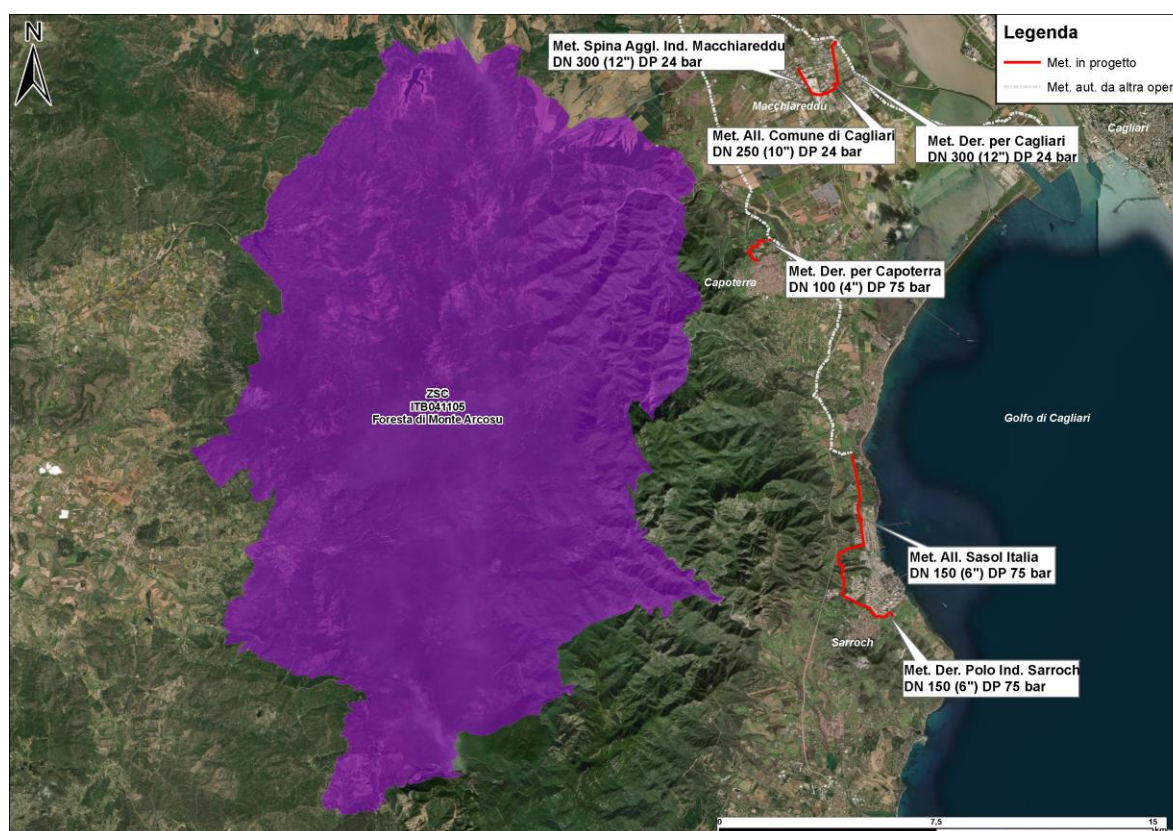 N
Met. Spina Aggl. Ind. Macchiareddu
DN 300 (12") DP 24 bar
Legenda
Met. in progetto
Met. aut. da altra oper
Macchiareddu
Met. All. Comune di Cagliari
DN 250 (10") DP 24 bar
Met. Der. per Cagliari
DN 300 (12") DP 24 bar
Cagliari
Capoterra
Met. Der. per Capoterra
DN 100 (4") DP 75 bar
ZSC
ITB041105
Foresta di Monte Arcosu
Golfo di Cagliari
Met. All. Sasol Italia
DN 150 (6") DP 75 bar
Sarroch
Met. Der. Polo Ind. Sarroch
DN 150 (6") DP 75 bar
0 7,5 15